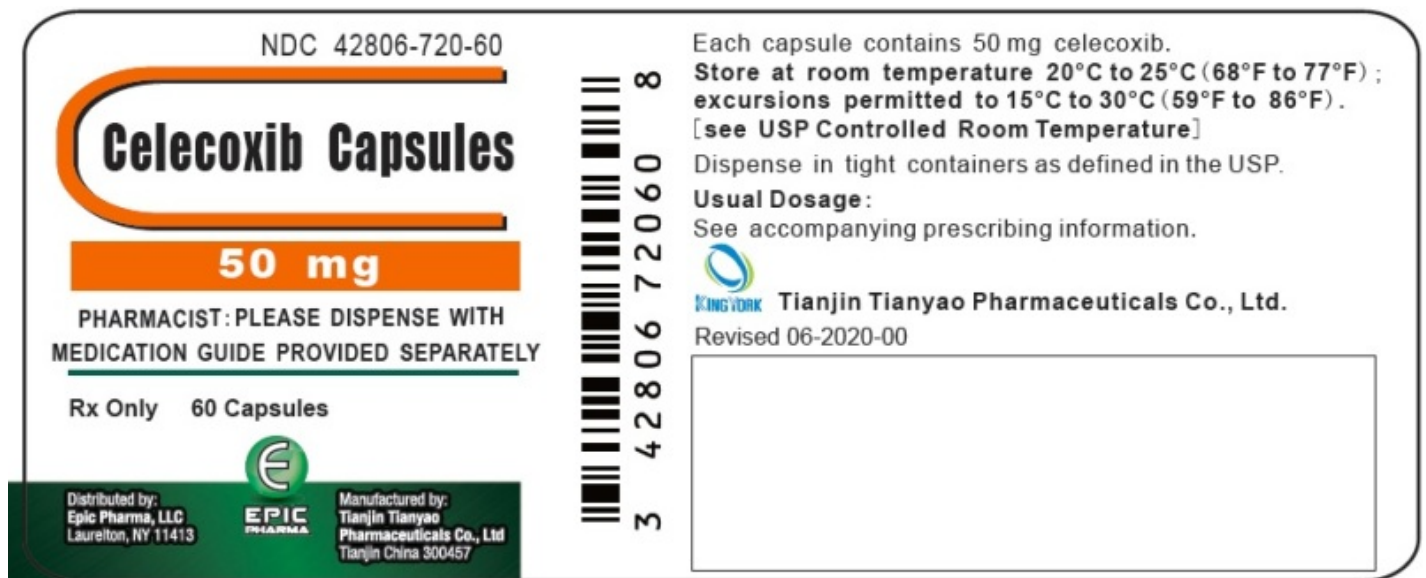 NDC 42806-720-60
Celecoxib Capsules
50 mg
PHARMACIST: PLEASE DISPENSE WITH
MEDICATION GUIDE PROVIDED SEPARATELY
Rx Only 60 Capsules
Distributed by:
Epic Pharma, LLC
Laurelton, NY 11413
E
EPIC
PHARMA
Manufactured by:
Tianjin Tianyao
Pharmaceuticals Co., Ltd
Tianjin China 300457
3 42806 72060 8
Each capsule contains 50 mg celecoxib.
Store at room temperature 20°C to 25°C (68°F to 77°F) ;
excursions permitted to 15°C to 30°C (59°F to 86°F) .
[see USP Controlled Room Temperature]
Dispense in tight containers as defined in the USP.
Usual Dosage:
See accompanying prescribing information.
KINGYORK Tianjin Tianyao Pharmaceuticals Co., Ltd.
Revised 06-2020-00